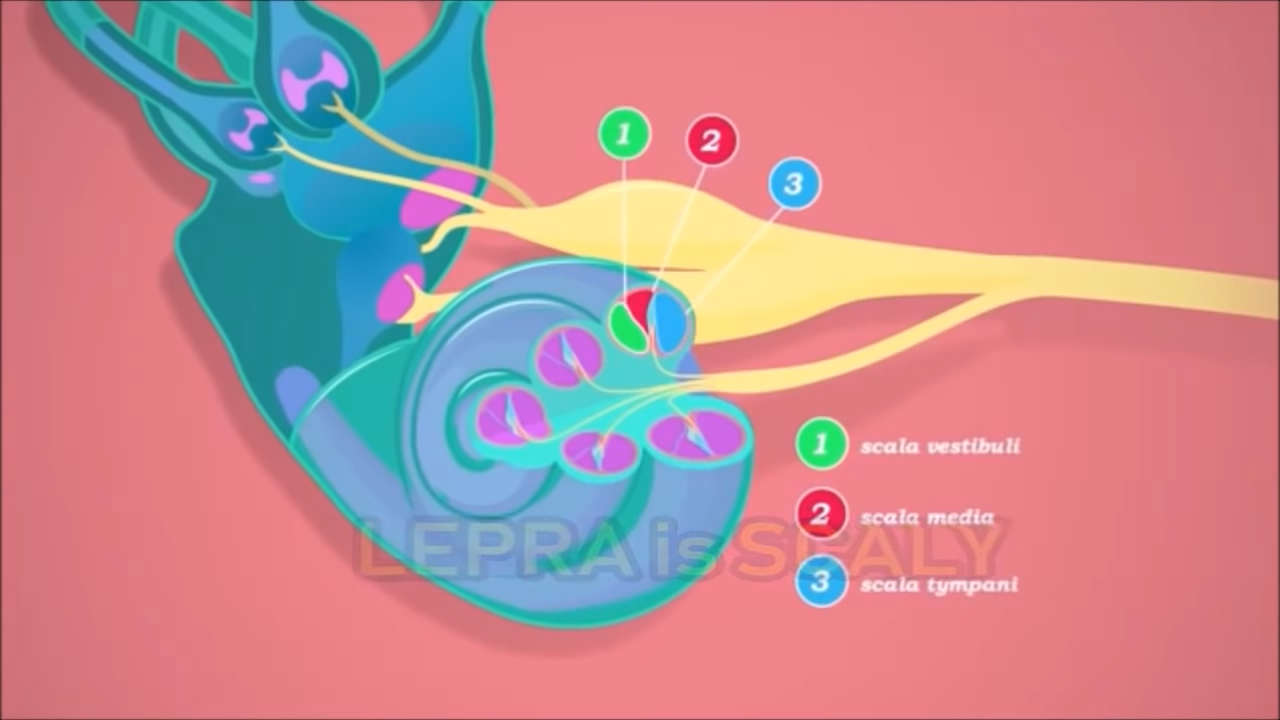 1
2
3
1 scala vestibuli
2 scala media
LEPRA is SCALY
3 scala tympani